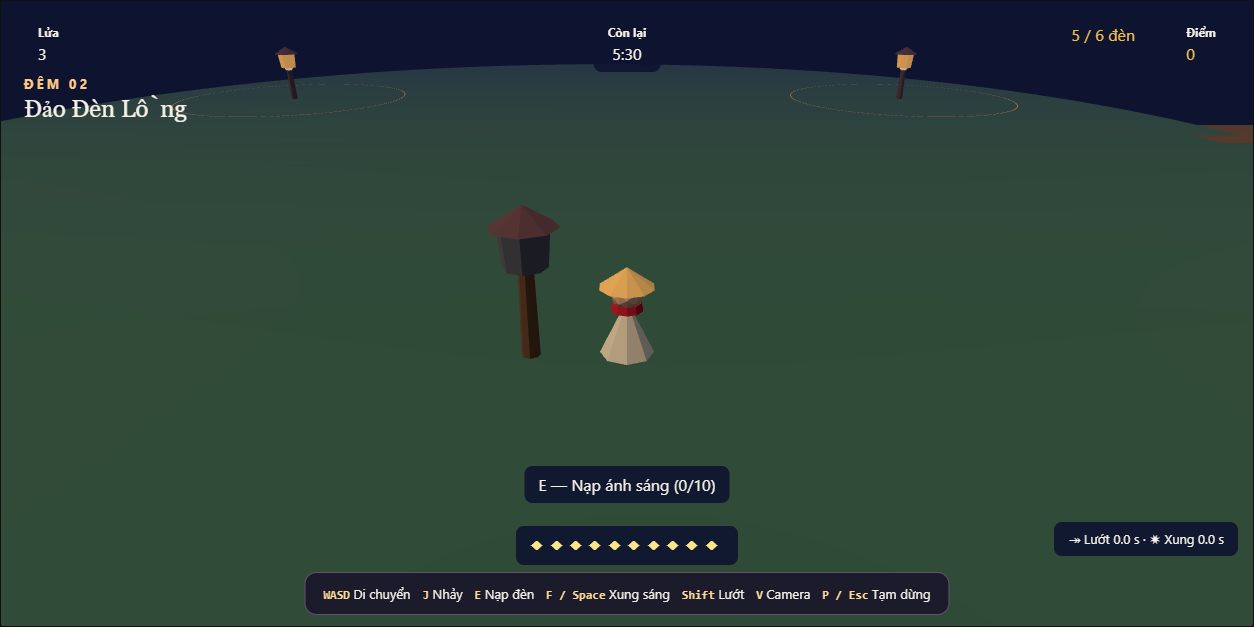 Lửa
3
Còn lại
5:30
5 / 6 đèn
Điểm
0
ĐÊM 02
Đảo Đèn Lồng
E — Nạp ánh sáng (0/10)
↠ Lướt 0.0 s · ✷ Xung 0.0 s
WASD Di chuyển J Nhảy E Nạp đèn F / Space Xung sáng Shift Lướt V Camera P / Esc Tạm dừng